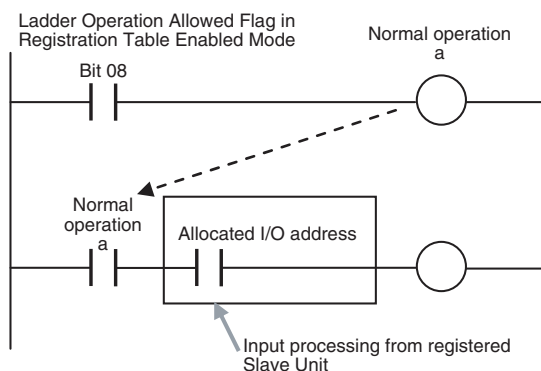 Ladder Operation Allowed Flag in
Registration Table Enabled Mode
Normal operation
a
Bit 08
Normal
operation
a
Allocated I/O address
Input processing from registered
Slave Unit